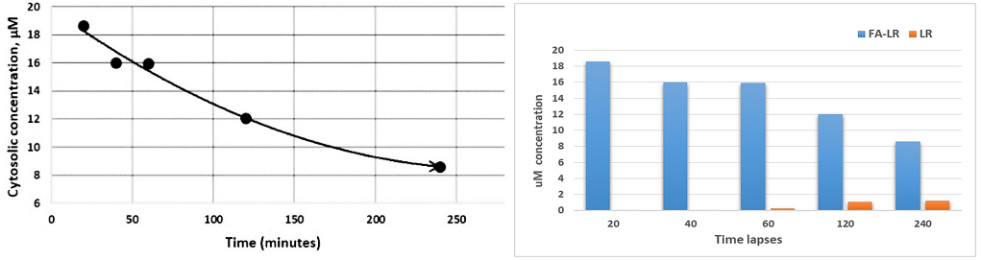 Cytosolic concentration, µM
20
18
16
14
12
10
8
6
0 50 100 150 200 250
Time (minutes)
FA-LR LR
uM concentration
20
18
16
14
12
10
8
6
4
2
0
20 40 60 120 240
Time lapses